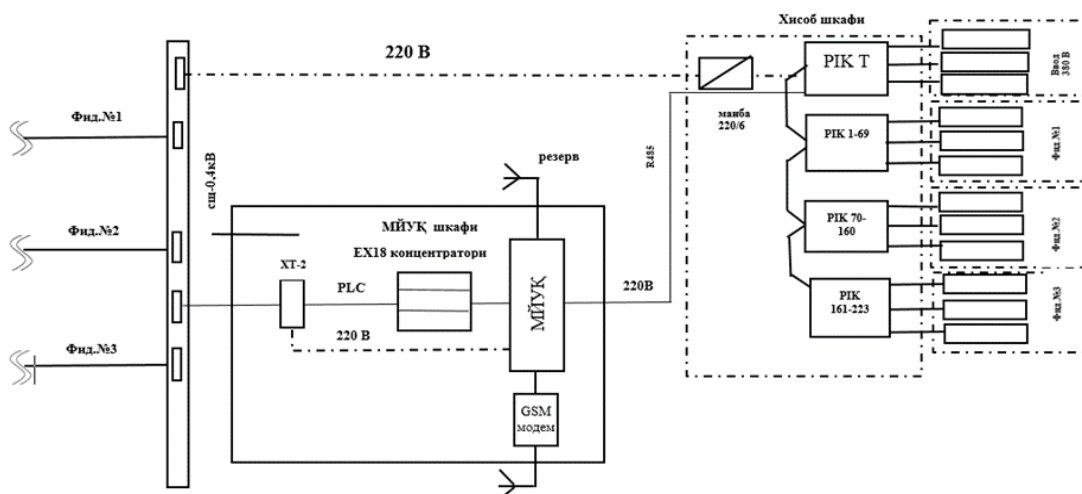 Хисоб шкафи
220 В
PIK T
Ввод
380 В
манба
220/6
Фид.№1
PIK 1-69
Фид.№1
R485
сщ-0,4кВ
резерв
МЙУҚ шкафи
EX18 концентратори
Фид.№2
PIK 70-
160
Фид.№2
ХТ-2
PLC
МЙУҚ
220В
220 В
PIK
161-223
Фид.№3
Фид.№3
GSM
модем